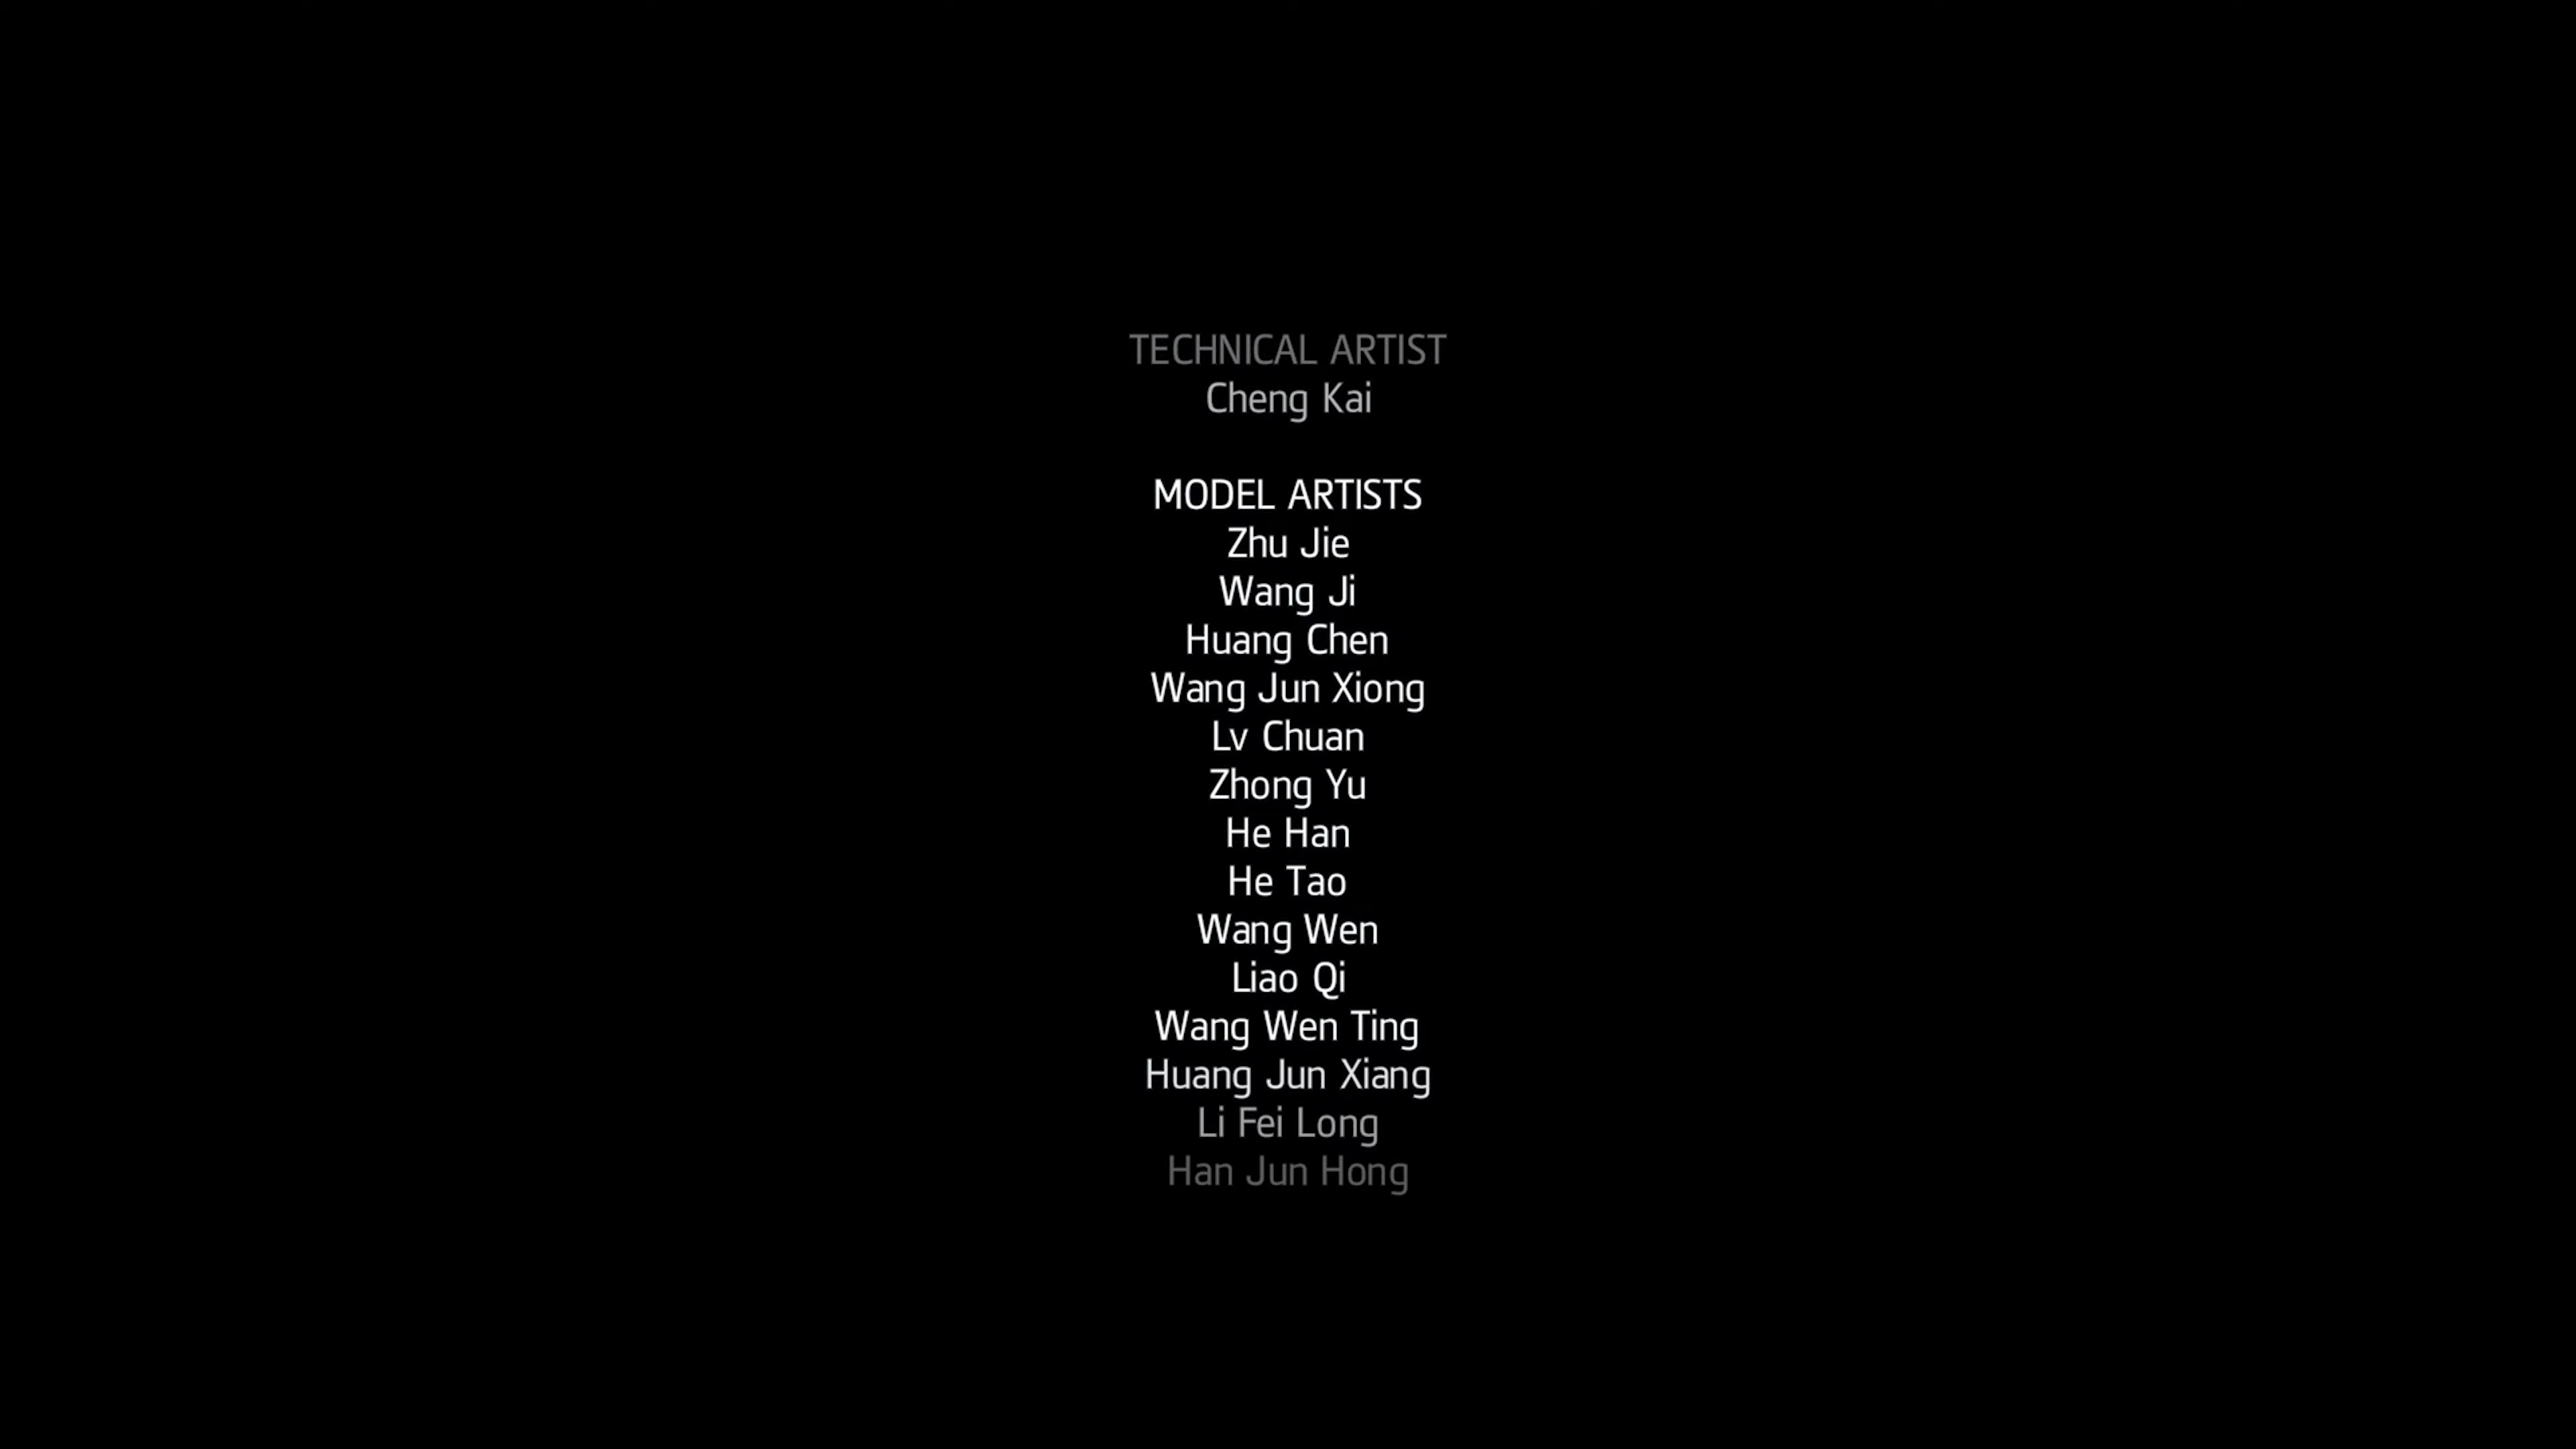 TECHNICAL ARTIST
Cheng Kai
MODEL ARTISTS
Zhu Jie
Wang Ji
Huang Chen
Wang Jun Xiong
Lv Chuan
Zhong Yu
He Han
He Tao
Wang Wen
Liao Qi
Wang Wen Ting
Huang Jun Xiang
Li Fei Long
Han Jun Hong